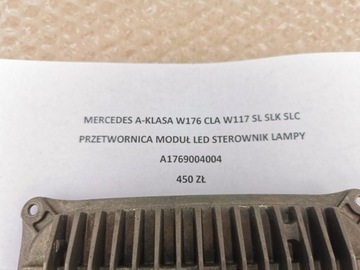 MERCEDES A-KLASA W176 CLA W117 SL SLK SLC
PRZETWORNICA MODUŁ LED STEROWNIK LAMPY
A1769004004
450 ZŁ